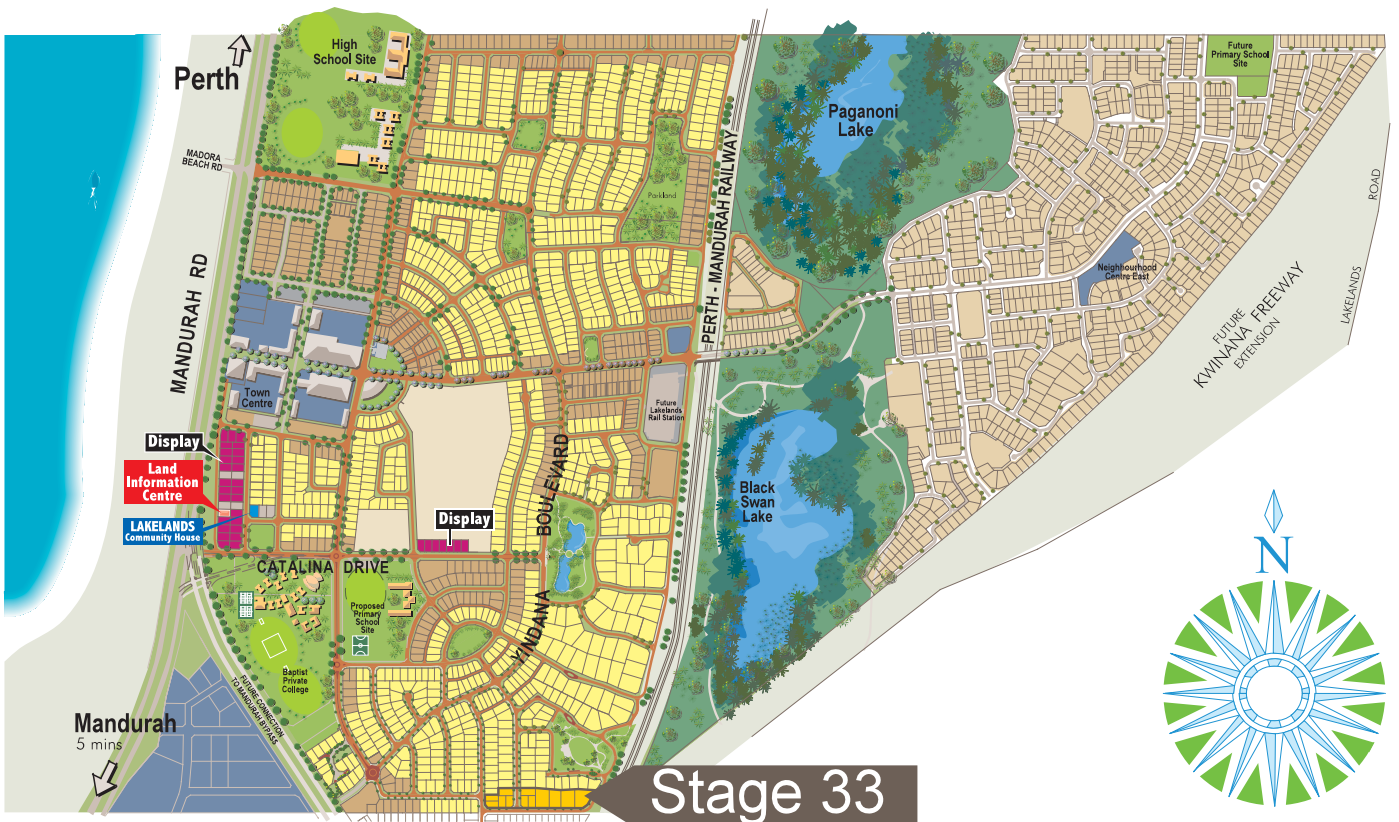 High
School Site
Future
Primary School
Site
Perth
Paganoni
Lake
MADORA
BEACH RD
PERTH - MANDURAH RAILWAY
Parkland
ROAD
MANDURAH RD
Neighbourhood
Centre East
LAKELANDS
FUTURE
KWINANA FREEWAY
EXTENSION
Town
Centre
Future
Lakelands
Rail Station
Display
Land
Information
Centre
LAKELANDS
Community House
Display
BOULEVARD
Black
Swan
Lake
CATALINA DRIVE
YINDANA
Proposed
Primary
School
Site
Baptist
Private
College
FUTURE CONNECTION
TO MANDURAH BYPASS
N
Mandurah
5 mins
Stage 33